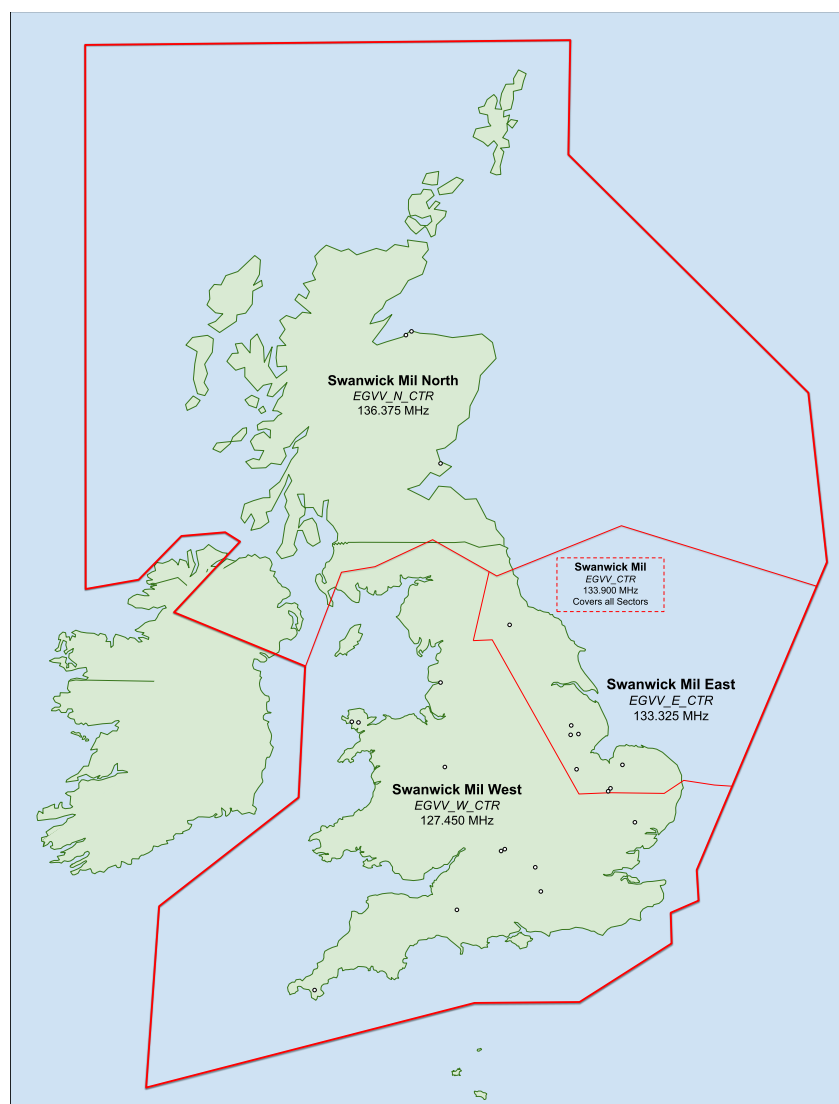 Swanwick Mil North
EGVV_N_CTR
136.375 MHz
Swanwick Mil
EGVV_CTR
133.900 MHz
Covers all Sectors
Swanwick Mil East
EGVV_E_CTR
133.325 MHz
Swanwick Mil West
EGVV_W_CTR
127.450 MHz